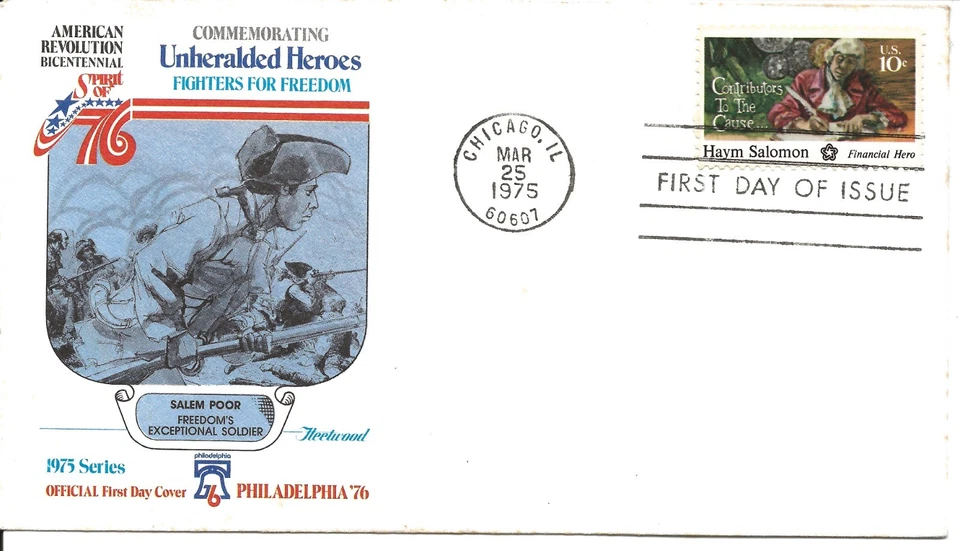 AMERICAN
REVOLUTION
BICENTENNIAL
SPIRIT
OF
76
COMMEMORATING
Unheralded Heroes
FIGHTERS FOR FREEDOM
SALEM POOR
FREEDOM'S
EXCEPTIONAL SOLDIER
Fleetwood
1975 Series
OFFICIAL First Day Cover
philadelphia
76
PHILADELPHIA '76
CHICAGO, IL
MAR
25
1975
60607
U.S.
10c
Contributors
To The
Cause....
Haym Salomon
Financial Hero
FIRST DAY OF ISSUE